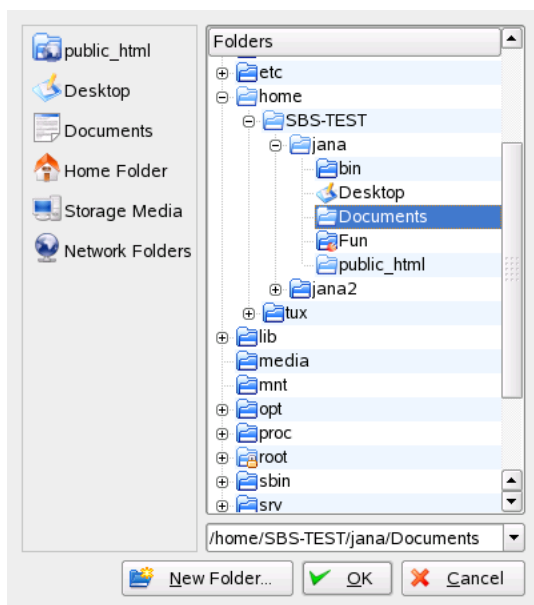 public_html
Desktop
Documents
Home Folder
Storage Media
Network Folders
Folders
etc
home
SBS-TEST
jana
bin
Desktop
Documents
Fun
public_html
jana2
tux
lib
media
mnt
opt
proc
root
sbin
srv
/home/SBS-TEST/jana/Documents
New Folder...
OK
Cancel